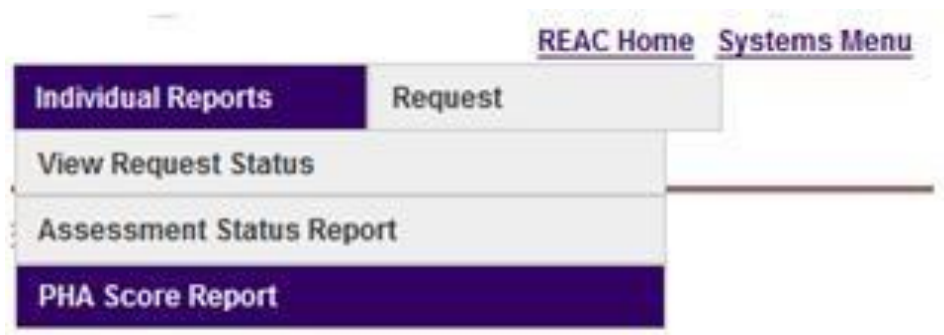 REAC Home Systems Menu
Individual Reports Request
View Request Status
Assessment Status Report
PHA Score Report